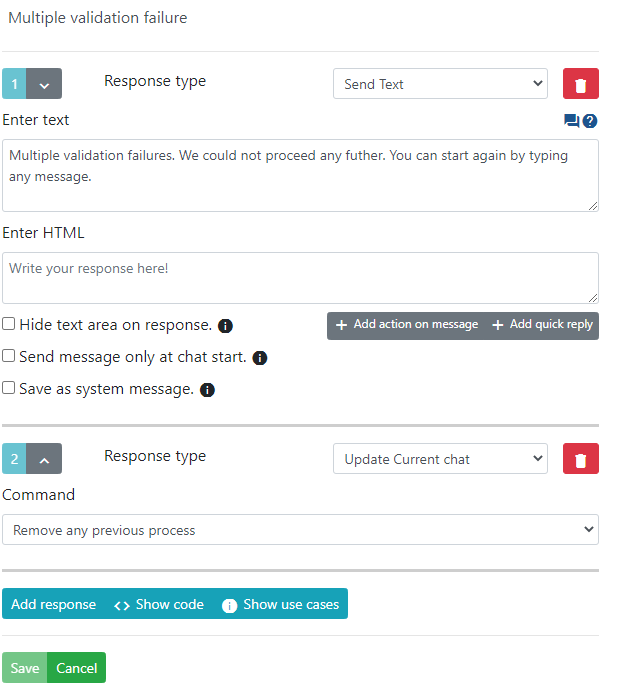 Multiple validation failure
1 Response type Send Text
Enter text
Multiple validation failures. We could not proceed any futher. You can start again by typing
any message.
Enter HTML
Write your response here!
Hide text area on response.
Add action on message Add quick reply
Send message only at chat start.
Save as system message.
2 Response type Update Current chat
Command
Remove any previous process
Add response <> Show code Show use cases
Save Cancel